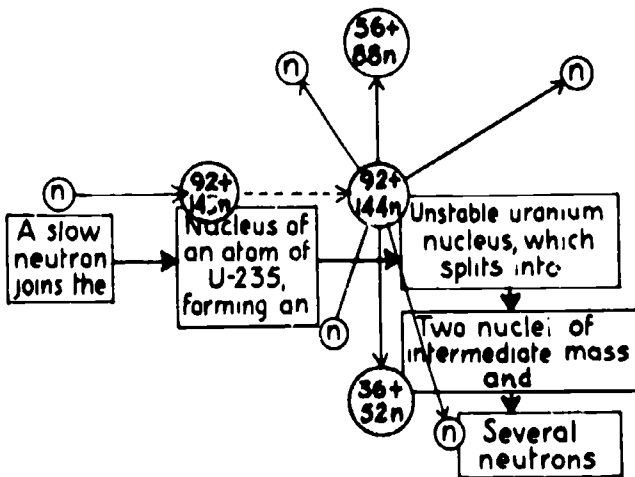 56+
88n
n
n
n
92+
92+
144n
A slow
neutron
joins the
Nucleus of
an atom of
U-235,
forming an
Unstable uranium
nucleus, which
splits into
n
Two nuclei of
intermediate mass
and
36+
52n
n
Several
neutrons